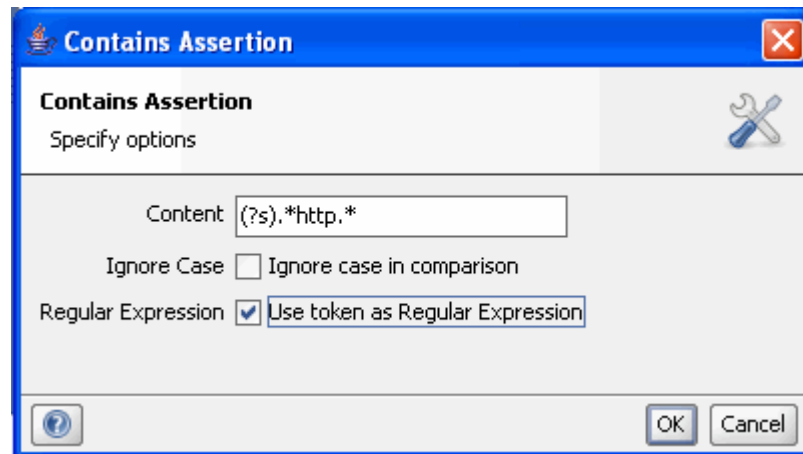 Contains Assertion
Contains Assertion
Specify options
Content (?s).*http.*
Ignore Case Ignore case in comparison
Regular Expression Use token as Regular Expression
? OK Cancel